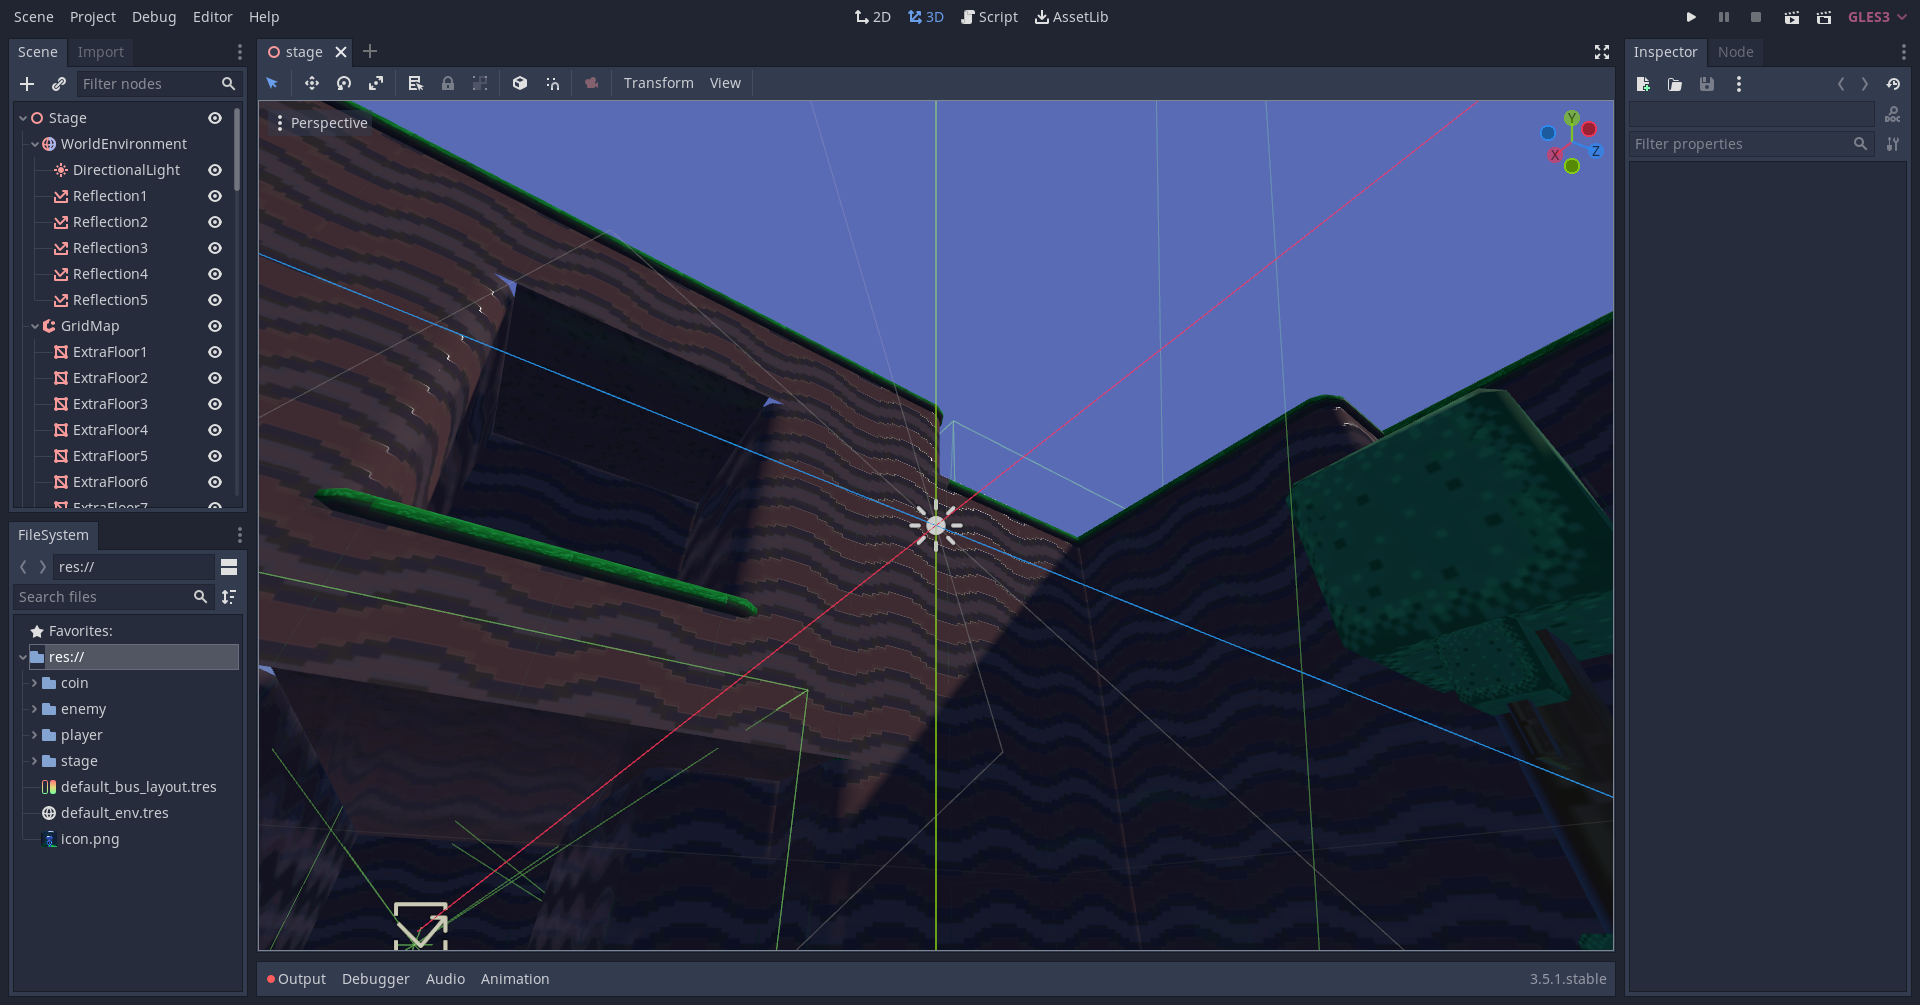 Scene Project Debug Editor Help 2D 3D Script AssetLib GLES3
Scene Import stage Inspector Node
Filter nodes Transform View
Stage
Perspective
Y
X
Z
DOC
WorldEnvironment
Filter properties
DirectionalLight
Reflection1
Reflection2
Reflection3
Reflection4
Reflection5
GridMap
ExtraFloor1
ExtraFloor2
ExtraFloor3
ExtraFloor4
ExtraFloor5
ExtraFloor6
ExtraFloor7
FileSystem
res://
Search files
Favorites:
res://
coin
enemy
player
stage
default_bus_layout.tres
default_env.tres
icon.png
Output Debugger Audio Animation 3.5.1.stable